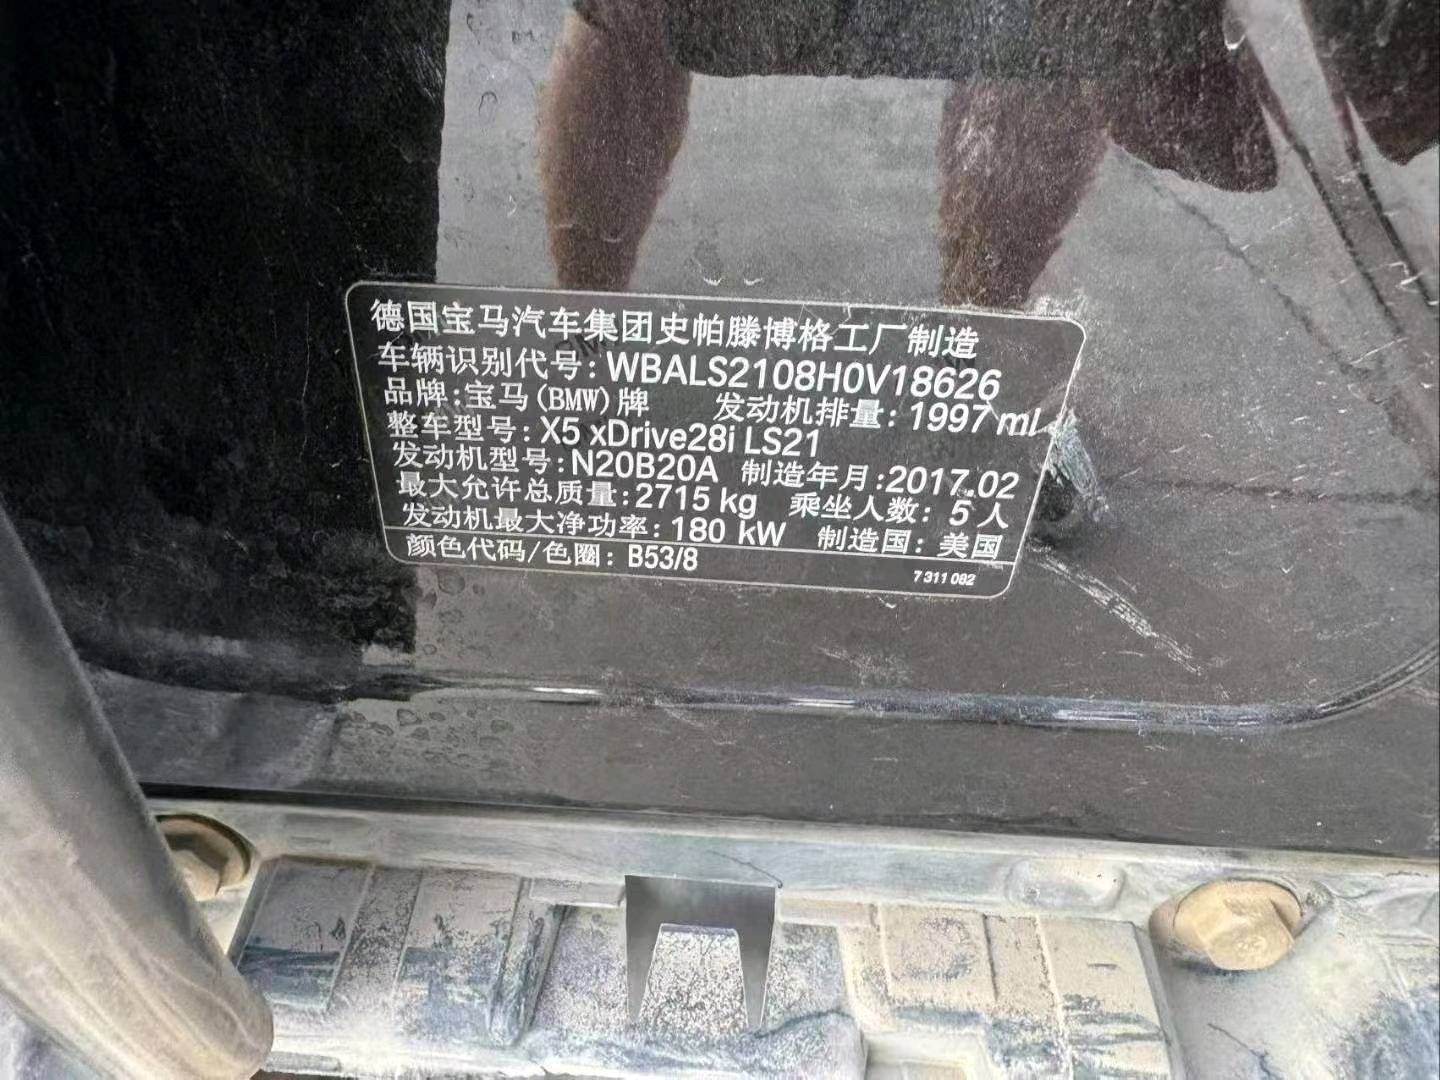 德国宝马汽车集团史帕滕博格工厂制造
车辆识别代号: WBALS2108H0V18626
品牌: 宝马(BMW)牌 发动机排量: 1997 ml
整车型号: X5 xDrive28i LS21
发动机型号: N20B20A 制造年月: 2017.02
最大允许总质量: 2715 kg 乘坐人数: 5 人
发动机最大净功率: 180 kW 制造国: 美国
颜色代码/色圈: B53/8
7 311 082